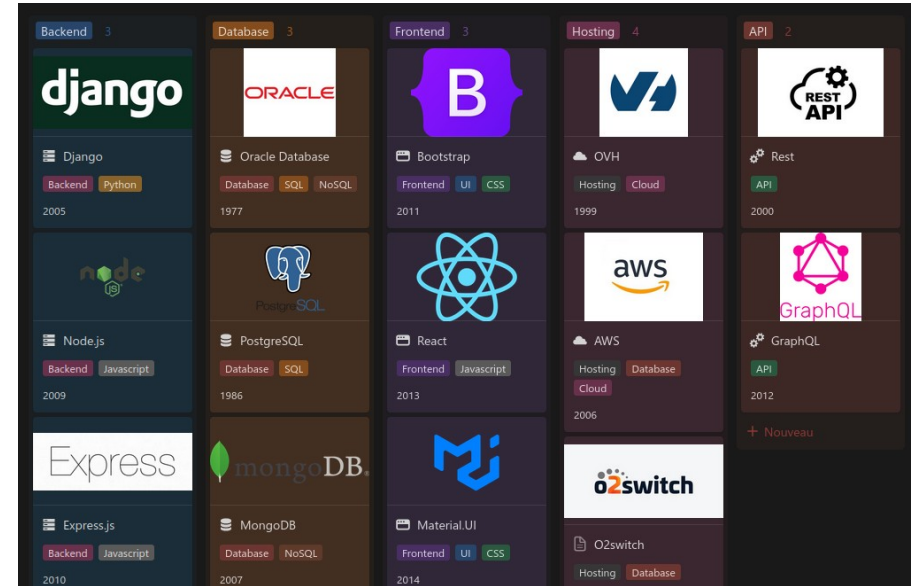 Backend 3
django
Django
Backend Python
2005
node
JS
Node.js
Backend Javascript
2009
Express
Express.js
Backend Javascript
2010
Database 3
ORACLE
Oracle Database
Database SQL NoSQL
1977
PostgreSQL
PostgreSQL
Database SQL
1986
mongoDB.
MongoDB
Database NoSQL
2007
Frontend 3
B
Bootstrap
Frontend UI CSS
2011
React
Frontend Javascript
2013
Material.UI
Frontend UI CSS
2014
Hosting 4
OVH
Hosting Cloud
1999
aws
AWS
Hosting Database
Cloud
2006
o2switch
O2switch
Hosting Database
API 2
REST
API
Rest
API
2000
GraphQL
GraphQL
API
2012
+ Nouveau